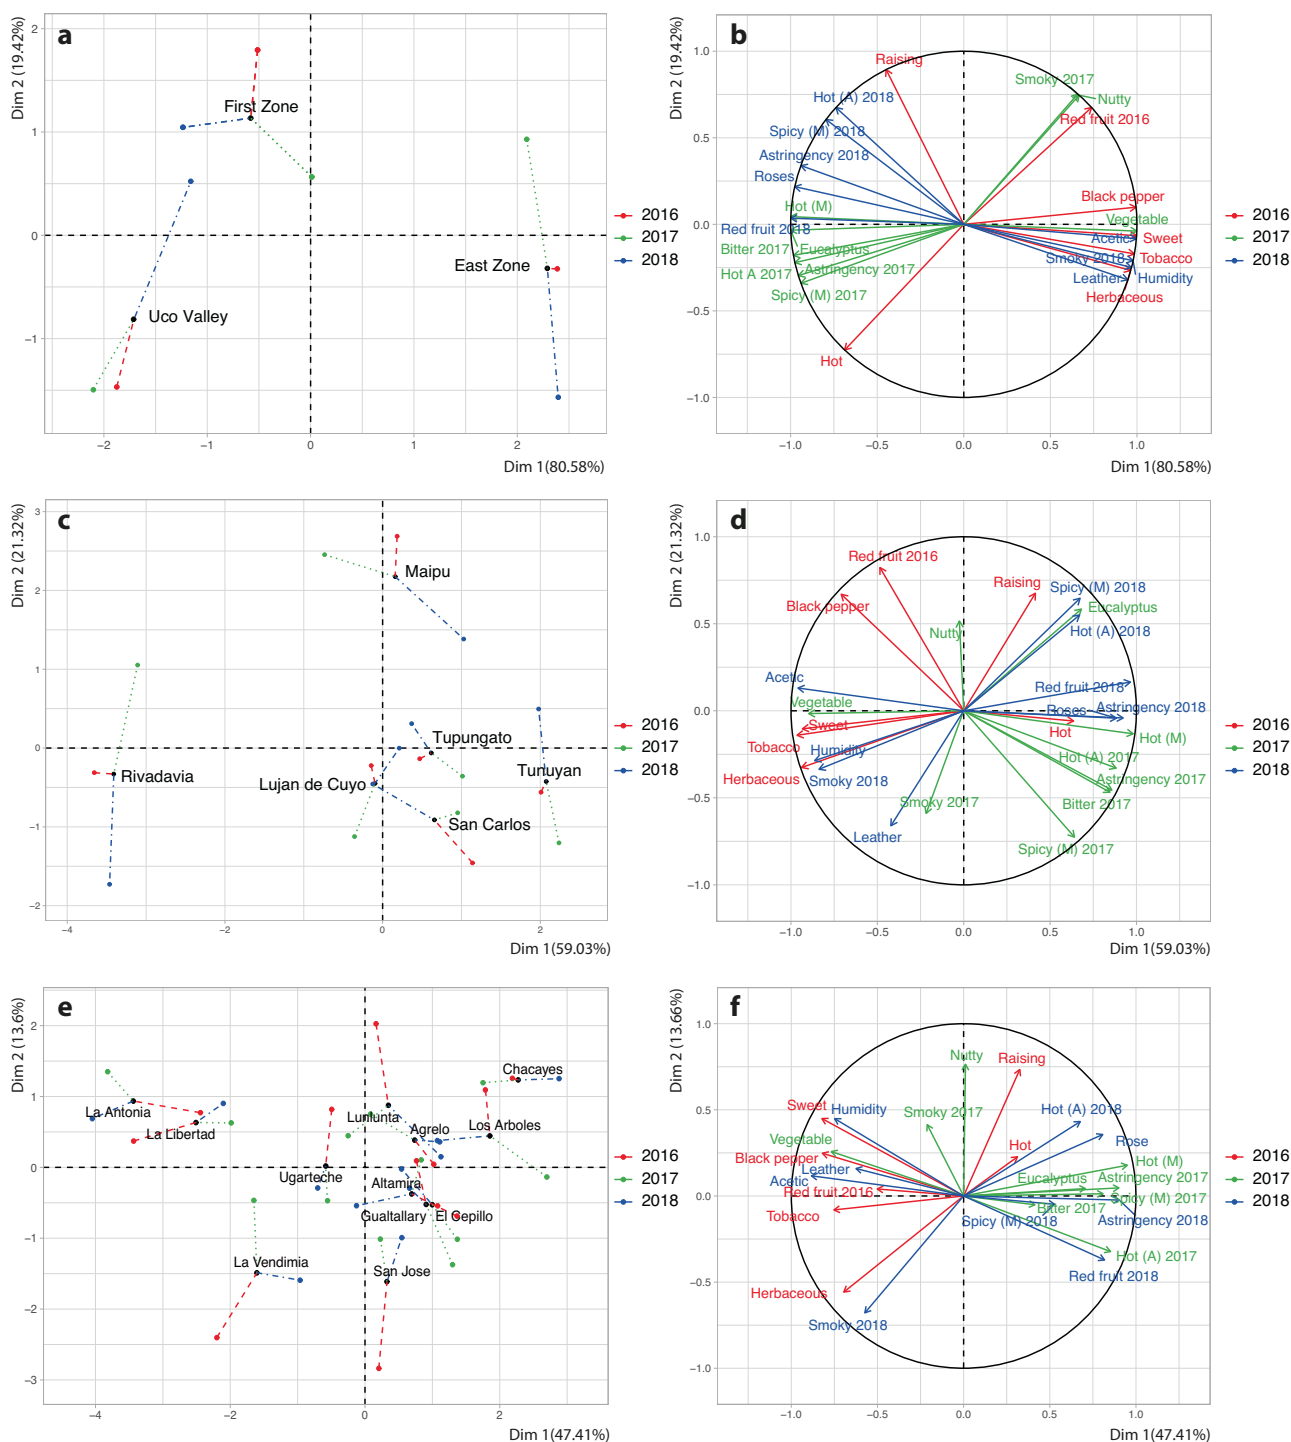 a
Dim 2 (19.42%)
2
1
0
−1
−2
−1
0
1
2
Dim 1(80.58%)
First Zone
East Zone
Uco Valley
2016
2017
2018
b
Dim 2 (19.42%)
1.0
0.5
0.0
−0.5
−1.0
−1.0
−0.5
0.0
0.5
1.0
Dim 1(80.58%)
Raising
Smoky 2017
Hot (A) 2018
Nutty
Red fruit 2016
Spicy (M) 2018
Astringency 2018
Roses
Black pepper
Hot (M)
Vegetable
Red fruit 2018
Acetic
Sweet
Bitter 2017
Eucalyptus
Smoky 2018
Tobacco
Hot A 2017
Astringency 2017
Leather
Humidity
Spicy (M) 2017
Herbaceous
Hot
2016
2017
2018
c
Dim 2 (21.32%)
3
2
1
0
−1
−2
−4
−2
0
2
Dim 1(59.03%)
Maipu
Tupungato
Rivadavia
Lujan de Cuyo
Tunuyan
San Carlos
2016
2017
2018
d
Dim 2 (21.32%)
1.0
0.5
0.0
−0.5
−1.0
−1.0
−0.5
0.0
0.5
1.0
Dim 1(59.03%)
Red fruit 2016
Raising
Spicy (M) 2018
Black pepper
Eucalyptus
Nutty
Hot (A) 2018
Acetic
Red fruit 2018
Vegetable
Roses
Astringency 2018
Sweet
Hot
Hot (M)
Tobacco
Humidity
Hot (A) 2017
Herbaceous
Smoky 2018
Astringency 2017
Smoky 2017
Bitter 2017
Leather
Spicy (M) 2017
2016
2017
2018
e
Dim 2 (13.6%)
2
1
0
−1
−2
−3
−4
−2
0
2
Dim 1(47.41%)
Chacayes
La Antonia
Lunlunta
La Libertad
Agrelo
Los Arboles
Ugarteche
Altamira
Gualtallary
El Cepillo
La Vendimia
San Jose
2016
2017
2018
f
Dim 2 (13.66%)
1.0
0.5
0.0
−0.5
−1.0
−1.0
−0.5
0.0
0.5
1.0
Dim 1(47.41%)
Nutty
Raising
Sweet
Humidity
Smoky 2017
Hot (A) 2018
Vegetable
Hot
Rose
Black pepper
Hot (M)
Leather
Acetic
Eucalyptus
Astringency 2017
Red fruit 2016
Spicy (M) 2017
Bitter 2017
Tobacco
Spicy (M) 2018
Astringency 2018
Hot (A) 2017
Herbaceous
Red fruit 2018
Smoky 2018
2016
2017
2018